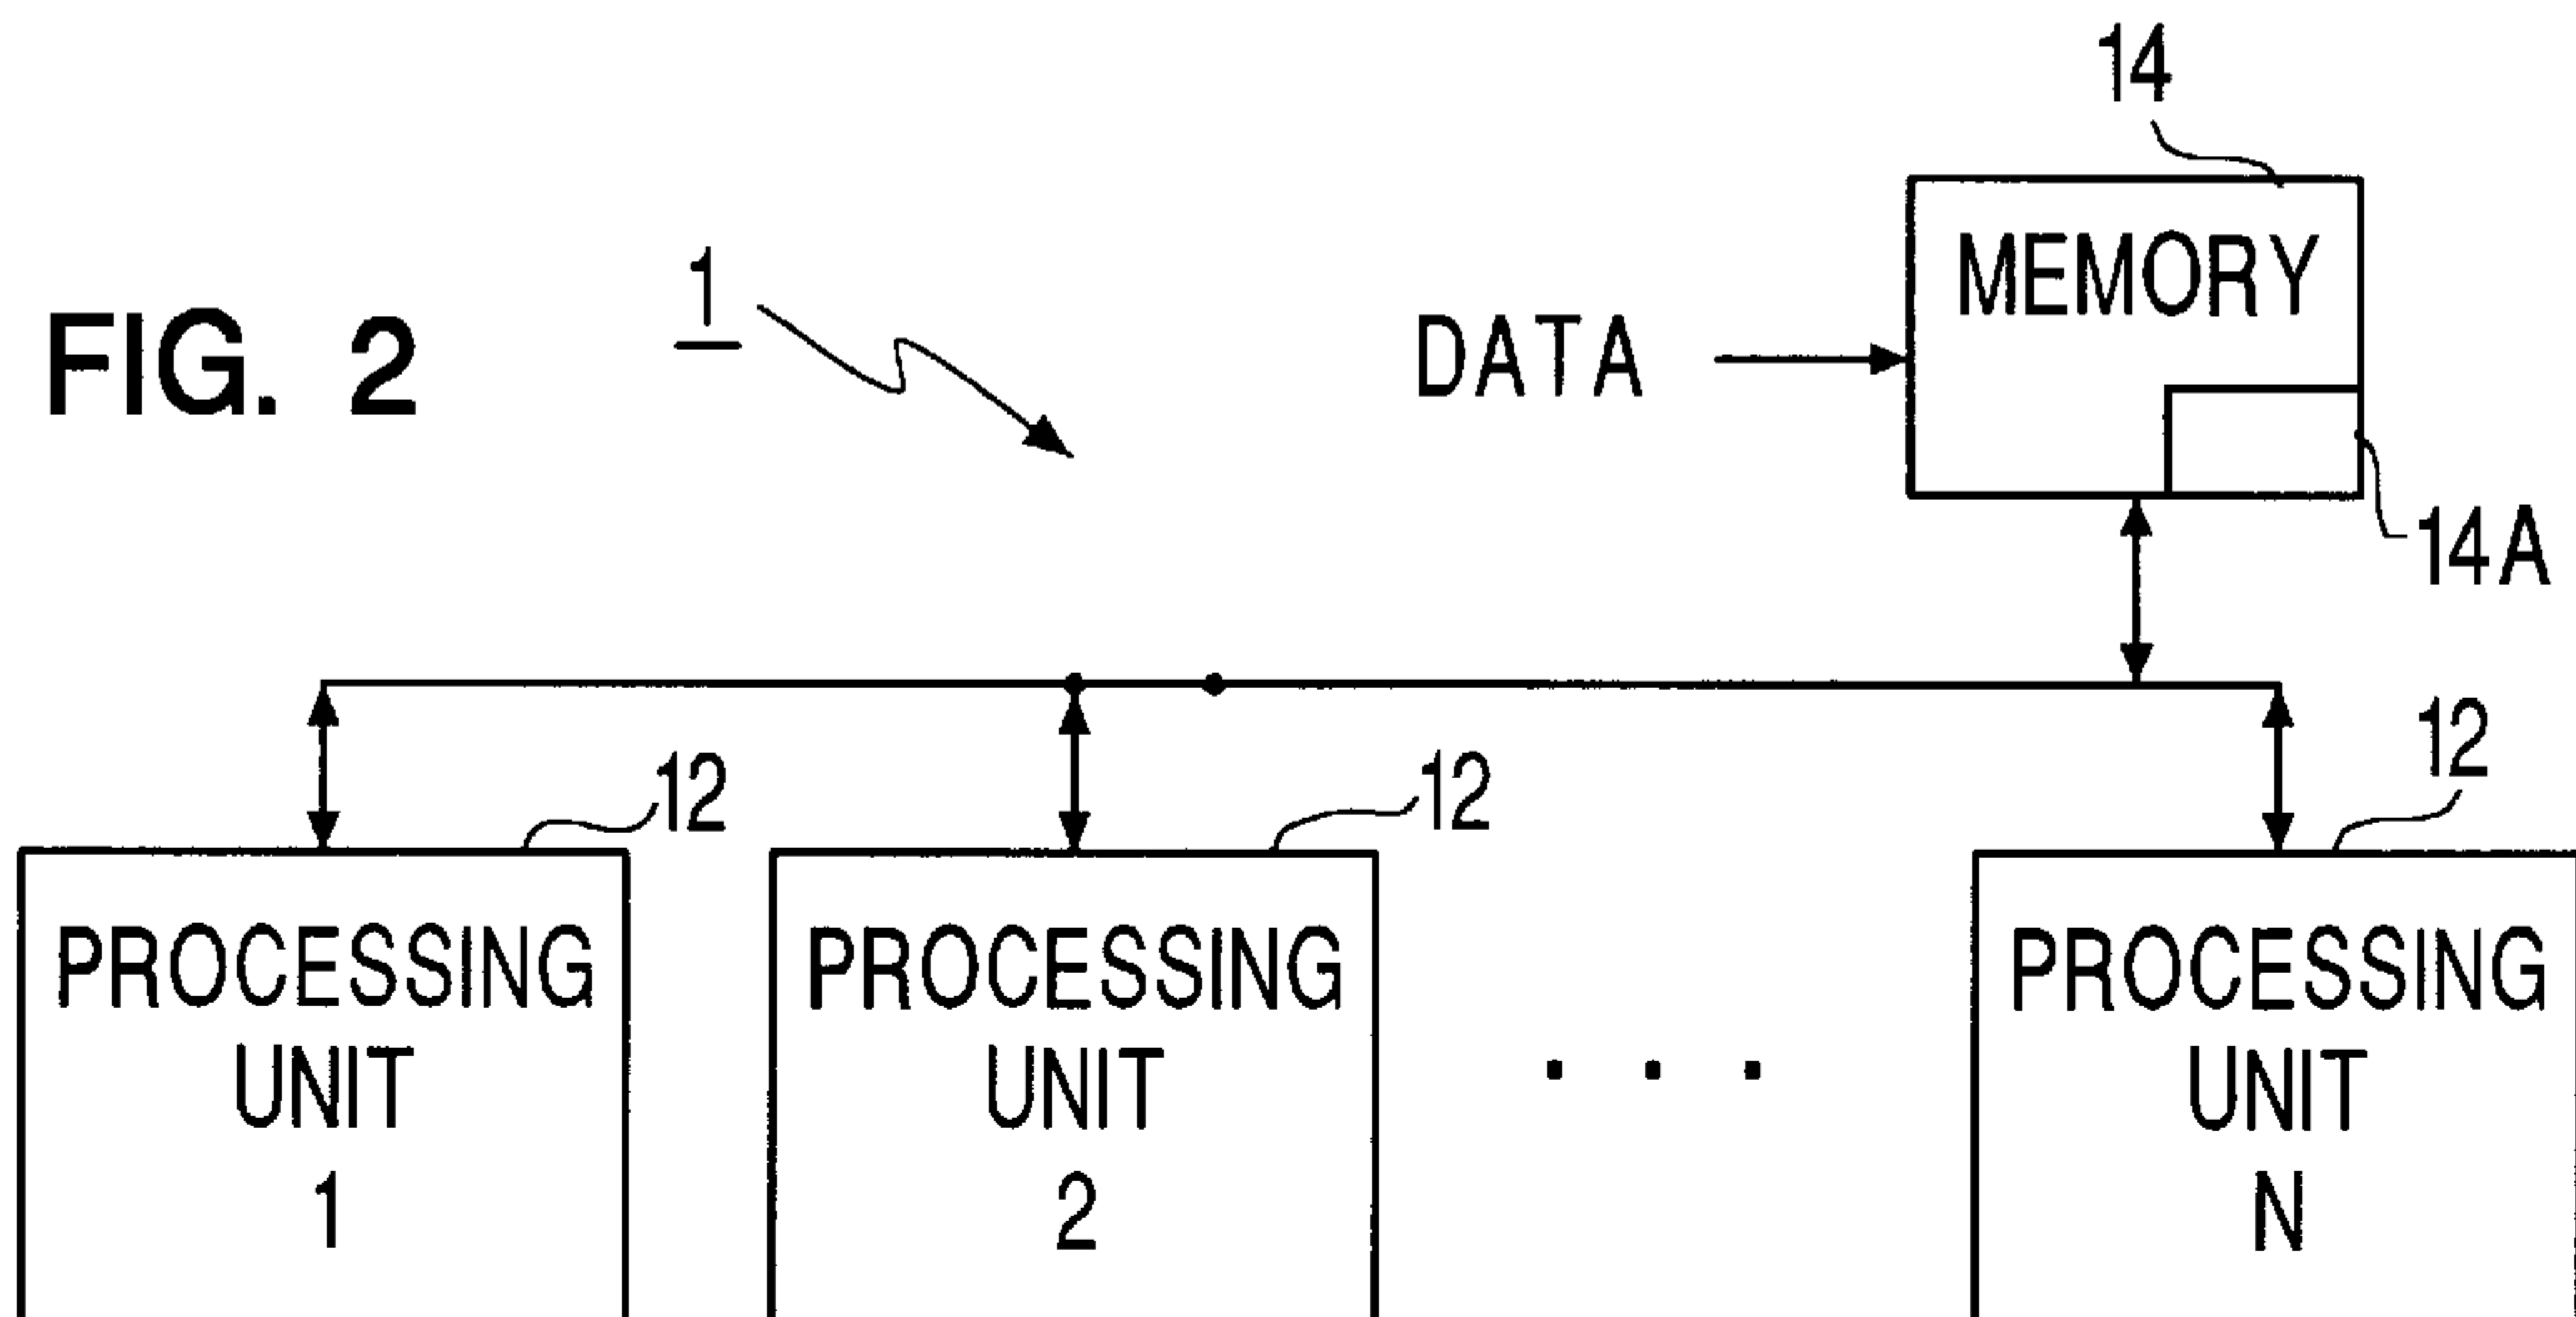 14
MEMORY
1
FIG. 2
DATA
14A
12
12
12
PROCESSING
UNIT
1
PROCESSING
UNIT
2
. . .
PROCESSING
UNIT
N